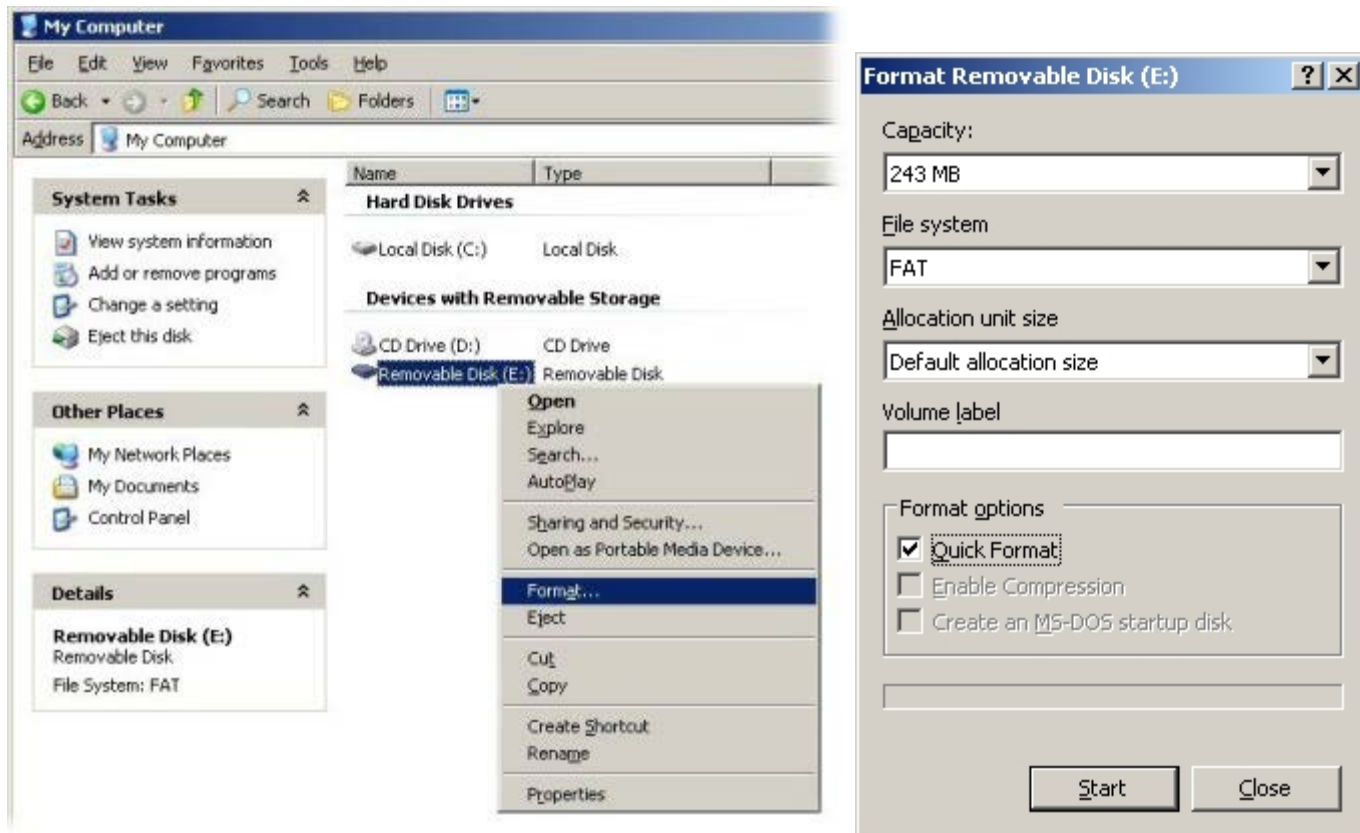 My Computer
File Edit View Favorites Tools Help
Back Search Folders
Address My Computer
System Tasks
View system information
Add or remove programs
Change a setting
Eject this disk
Other Places
My Network Places
My Documents
Control Panel
Details
Removable Disk (E:)
Removable Disk
File System: FAT
Name Type
Hard Disk Drives
Local Disk (C:) Local Disk
Devices with Removable Storage
CD Drive (D:) CD Drive
Removable Disk (E:) Removable Disk
Open
Explore
Search...
AutoPlay
Sharing and Security...
Open as Portable Media Device...
Format...
Eject
Cut
Copy
Create Shortcut
Rename
Properties
Format Removable Disk (E:)
Capacity:
243 MB
File system
FAT
Allocation unit size
Default allocation size
Volume label
Format options
Quick Format
Enable Compression
Create an MS-DOS startup disk
Start Close